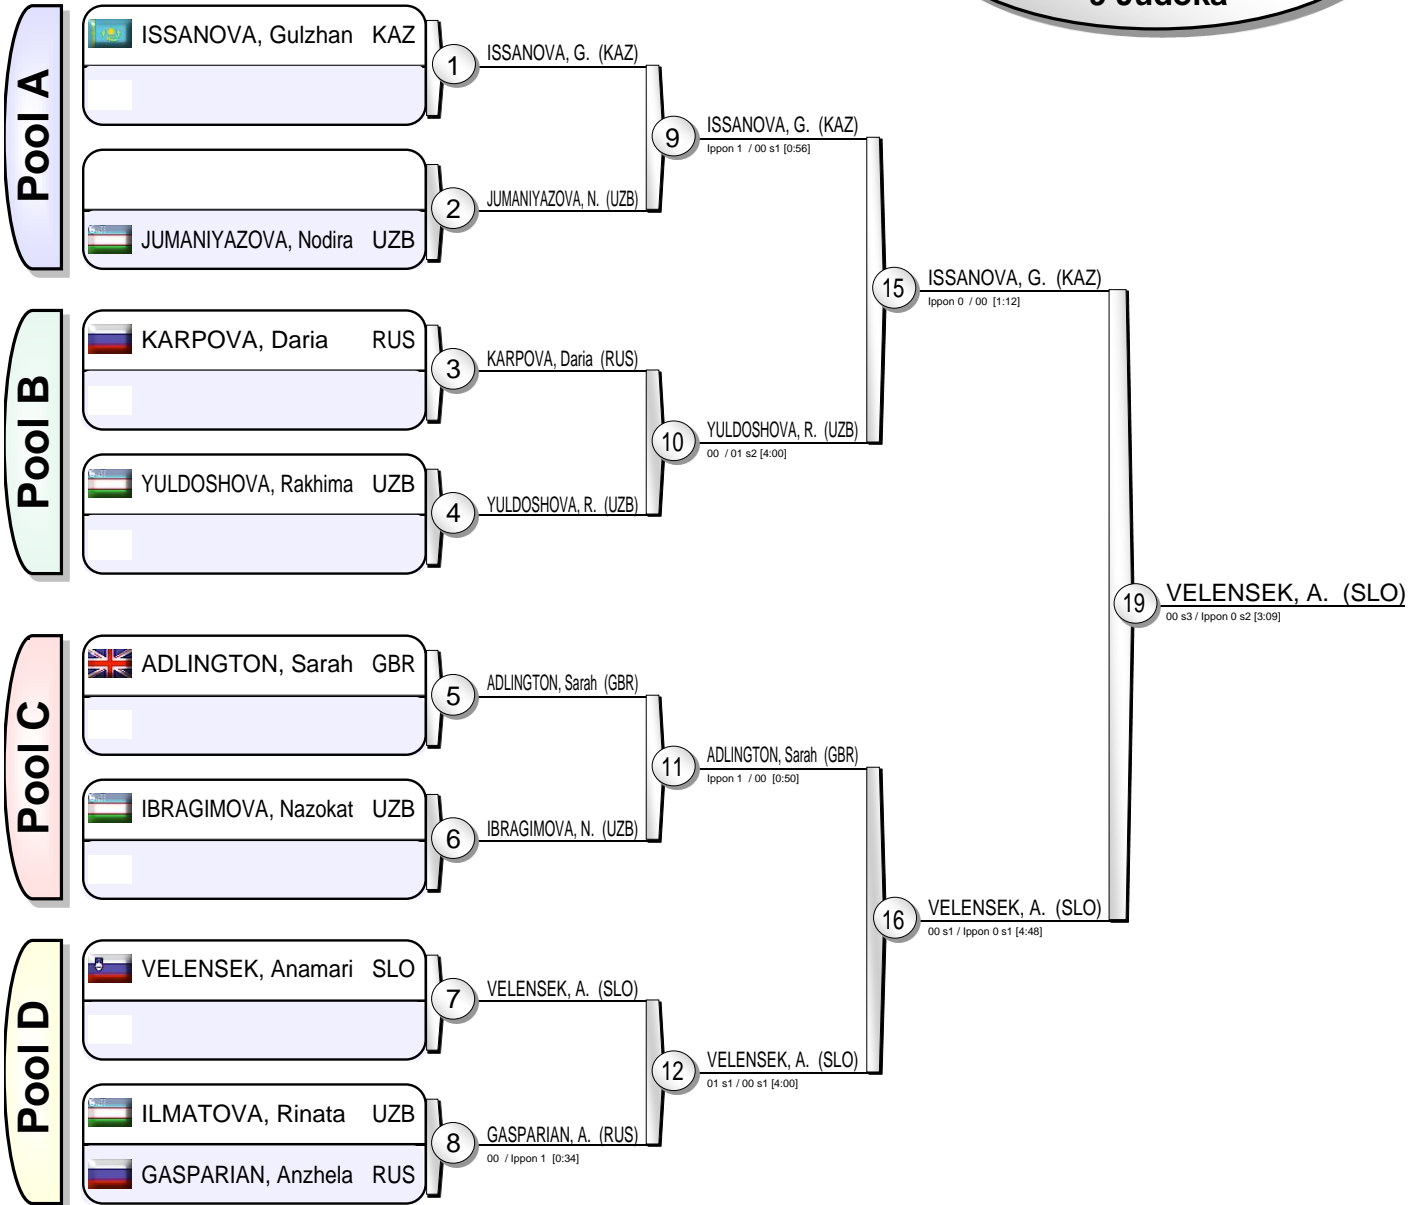 9 Judoka
Pool A
ISSANOVA, Gulzhan KAZ
1
JUMANIYAZOVA, Nodira UZB
2
Pool B
KARPOVA, Daria RUS
3
YULDOSHOVA, Rakhima UZB
4
Pool C
ADLINGTON, Sarah GBR
5
IBRAGIMOVA, Nazokat UZB
6
Pool D
VELENSEK, Anamari SLO
7
ILMATOVA, Rinata UZB
GASPARIAN, Anzhela RUS
8
ISSANOVA, G. (KAZ)
JUMANIYAZOVA, N. (UZB)
9
KARPOVA, Daria (RUS)
YULDOSHOVA, R. (UZB)
10
ADLINGTON, Sarah (GBR)
IBRAGIMOVA, N. (UZB)
11
VELENSEK, A. (SLO)
GASPARIAN, A. (RUS)
00 / Ippon 1 [0:34]
12
ISSANOVA, G. (KAZ)
Ippon 1 / 00 s1 [0:56]
YULDOSHOVA, R. (UZB)
00 / 01 s2 [4:00]
15
ADLINGTON, Sarah (GBR)
Ippon 1 / 00 [0:50]
VELENSEK, A. (SLO)
01 s1 / 00 s1 [4:00]
16
ISSANOVA, G. (KAZ)
Ippon 0 / 00 [1:12]
VELENSEK, A. (SLO)
00 s1 / Ippon 0 s1 [4:48]
19
VELENSEK, A. (SLO)
00 s3 / Ippon 0 s2 [3:09]